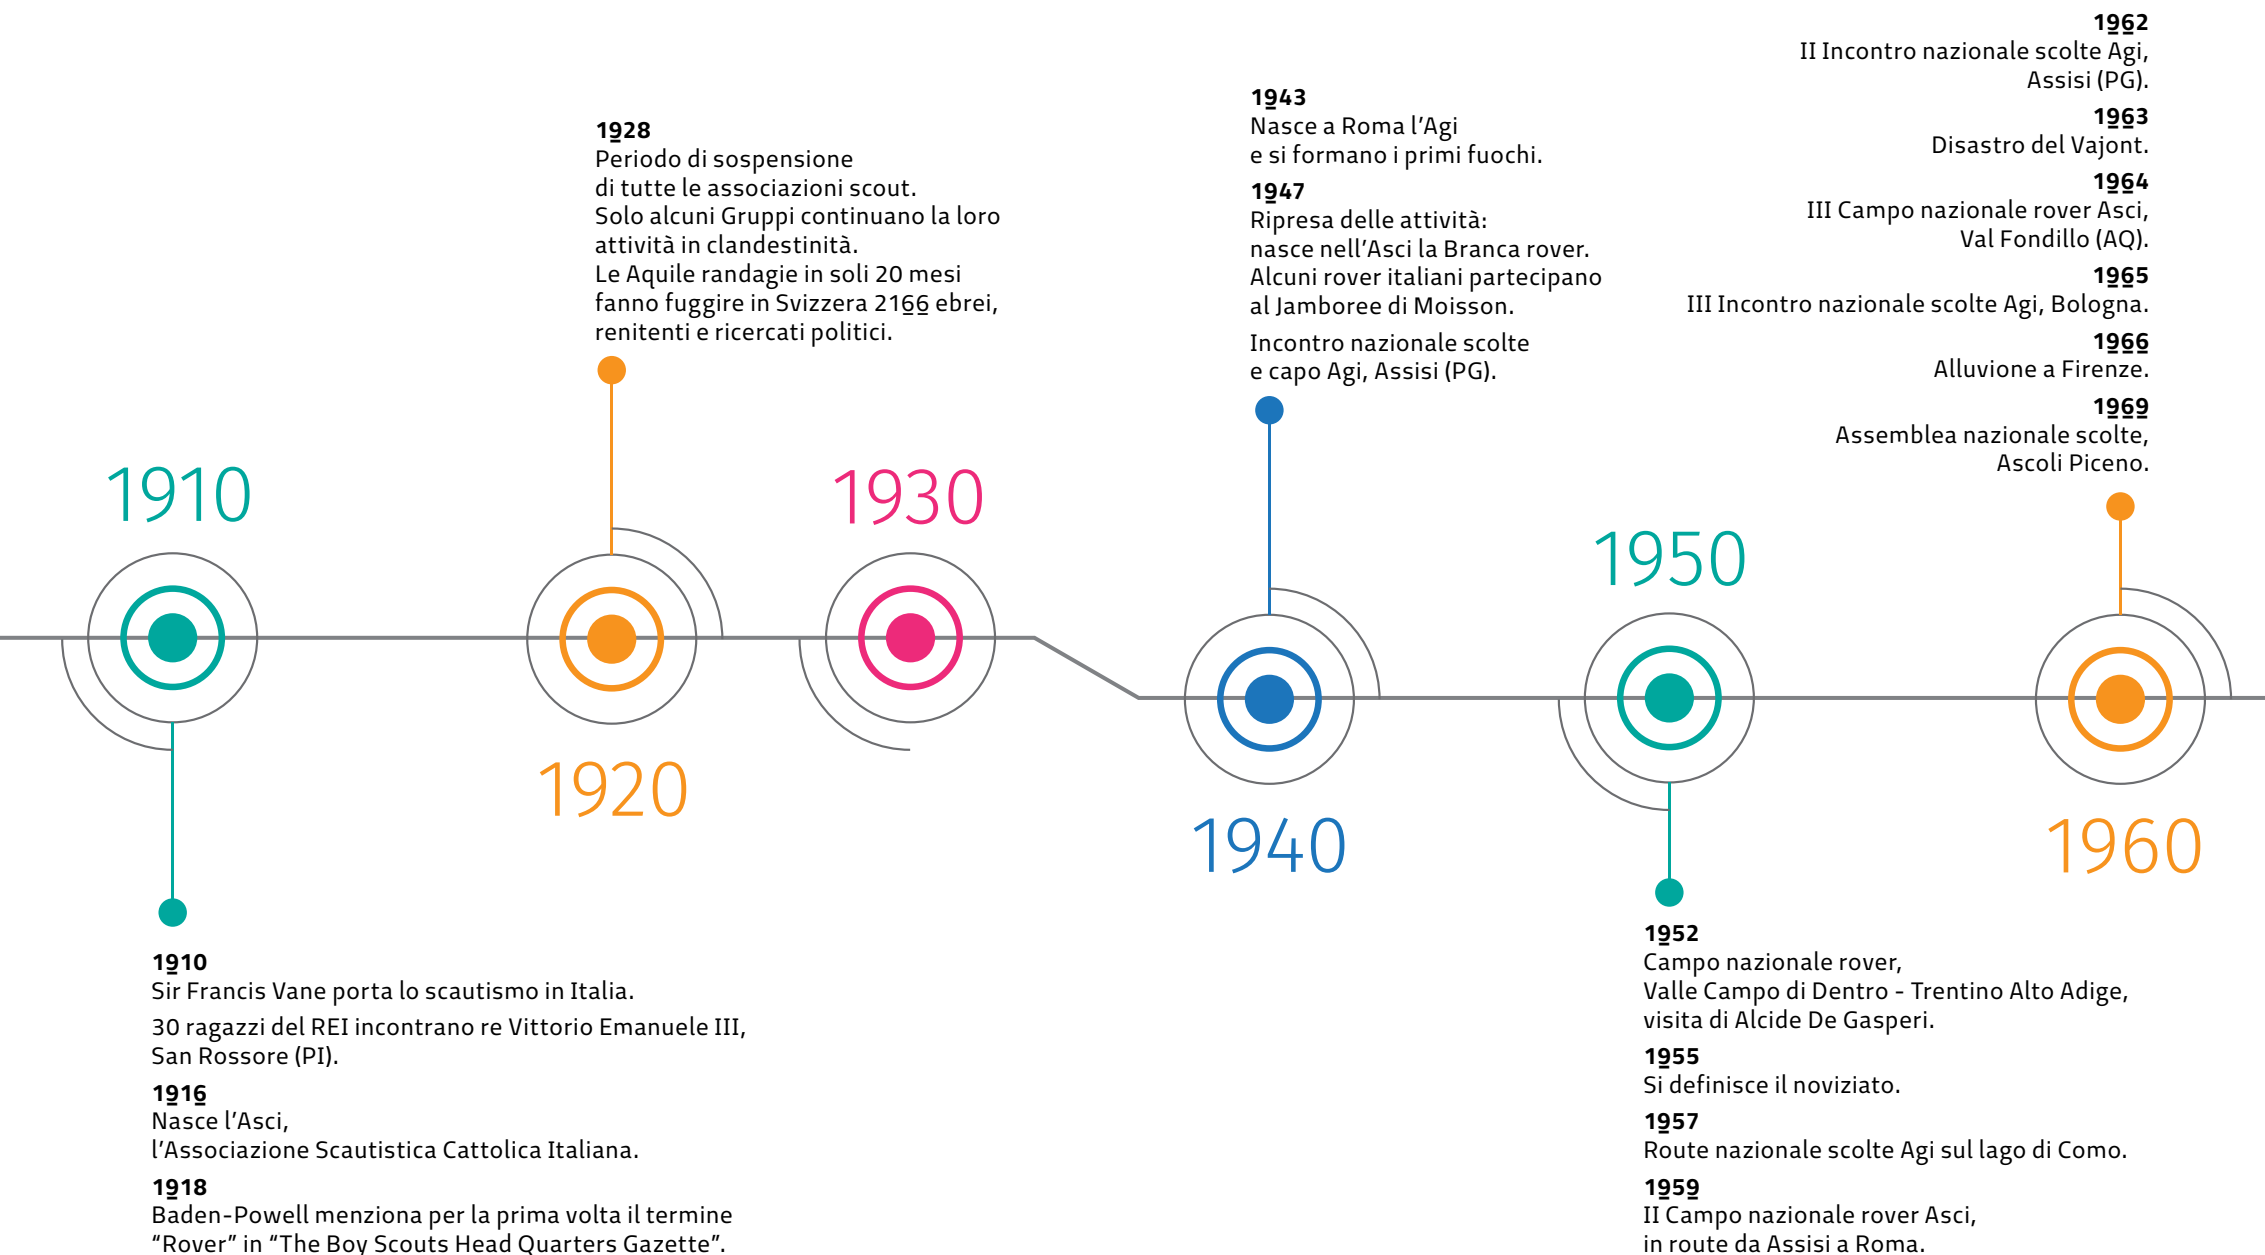 1910
1910
Sir Francis Vane porta lo scautismo in Italia.
30 ragazzi del REI incontrano re Vittorio Emanuele III,
San Rossore (PI).
1916
Nasce l'Asci,
l'Associazione Scautistica Cattolica Italiana.
1918
Baden-Powell menziona per la prima volta il termine
"Rover" in "The Boy Scouts Head Quarters Gazette".
1928
Periodo di sospensione
di tutte le associazioni scout.
Solo alcuni Gruppi continuano la loro
attività in clandestinità.
Le Aquile randagie in soli 20 mesi
fanno fuggire in Svizzera 2166 ebrei,
renitenti e ricercati politici.
1920
1930
1943
Nasce a Roma l'Agi
e si formano i primi fuochi.
1947
Ripresa delle attività:
nasce nell'Asci la Branca rover.
Alcuni rover italiani partecipano
al Jamboree di Moisson.
Incontro nazionale scolte
e capo Agi, Assisi (PG).
1940
1950
1952
Campo nazionale rover,
Valle Campo di Dentro - Trentino Alto Adige,
visita di Alcide De Gasperi.
1955
Si definisce il noviziato.
1957
Route nazionale scolte Agi sul lago di Como.
1959
II Campo nazionale rover Asci,
in route da Assisi a Roma.
1962
II Incontro nazionale scolte Agi,
Assisi (PG).
1963
Disastro del Vajont.
1964
III Campo nazionale rover Asci,
Val Fondillo (AQ).
1965
III Incontro nazionale scolte Agi, Bologna.
1966
Alluvione a Firenze.
1969
Assemblea nazionale scolte,
Ascoli Piceno.
1960